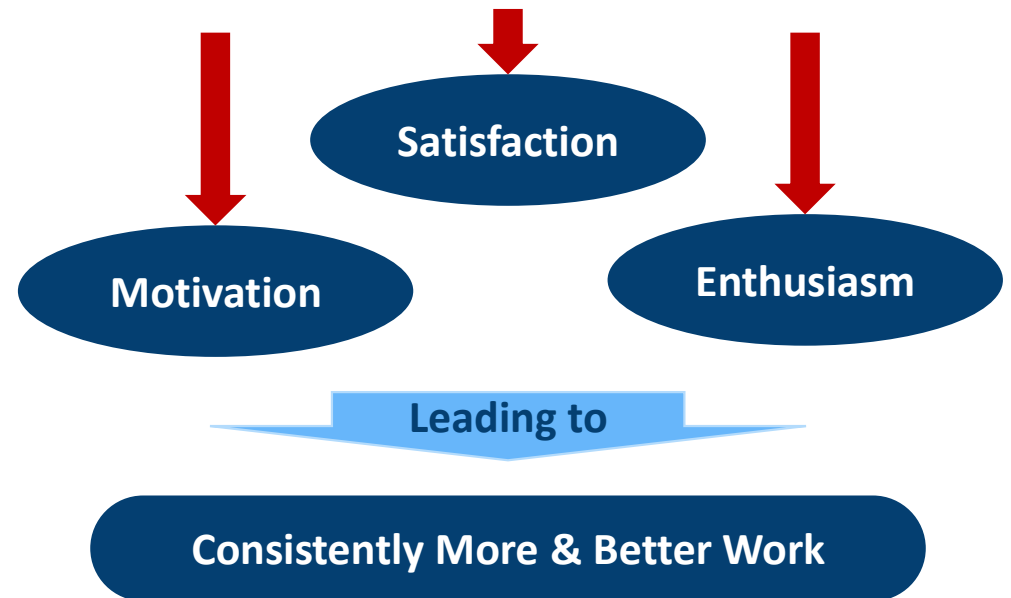 Satisfaction
Motivation
Enthusiasm
Leading to
Consistently More & Better Work